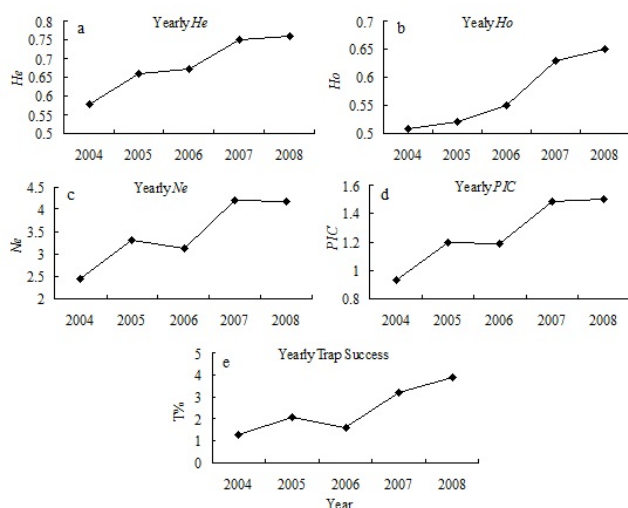 a Yearly He
0.8
0.75
0.7
0.65
0.6
0.55
0.5
He
2004 2005 2006 2007 2008
b Yealy Ho
0.7
0.65
0.6
0.55
0.5
Ho
2004 2005 2006 2007 2008
c Yearly Ne
4.5
4
3.5
3
2.5
2
Ne
2004 2005 2006 2007 2008
d Yearly PIC
1.6
1.4
1.2
1
0.8
PIC
2004 2005 2006 2007 2008
e Yearly Trap Success
5
4
3
2
1
0
T%
2004 2005 2006 2007 2008
Year